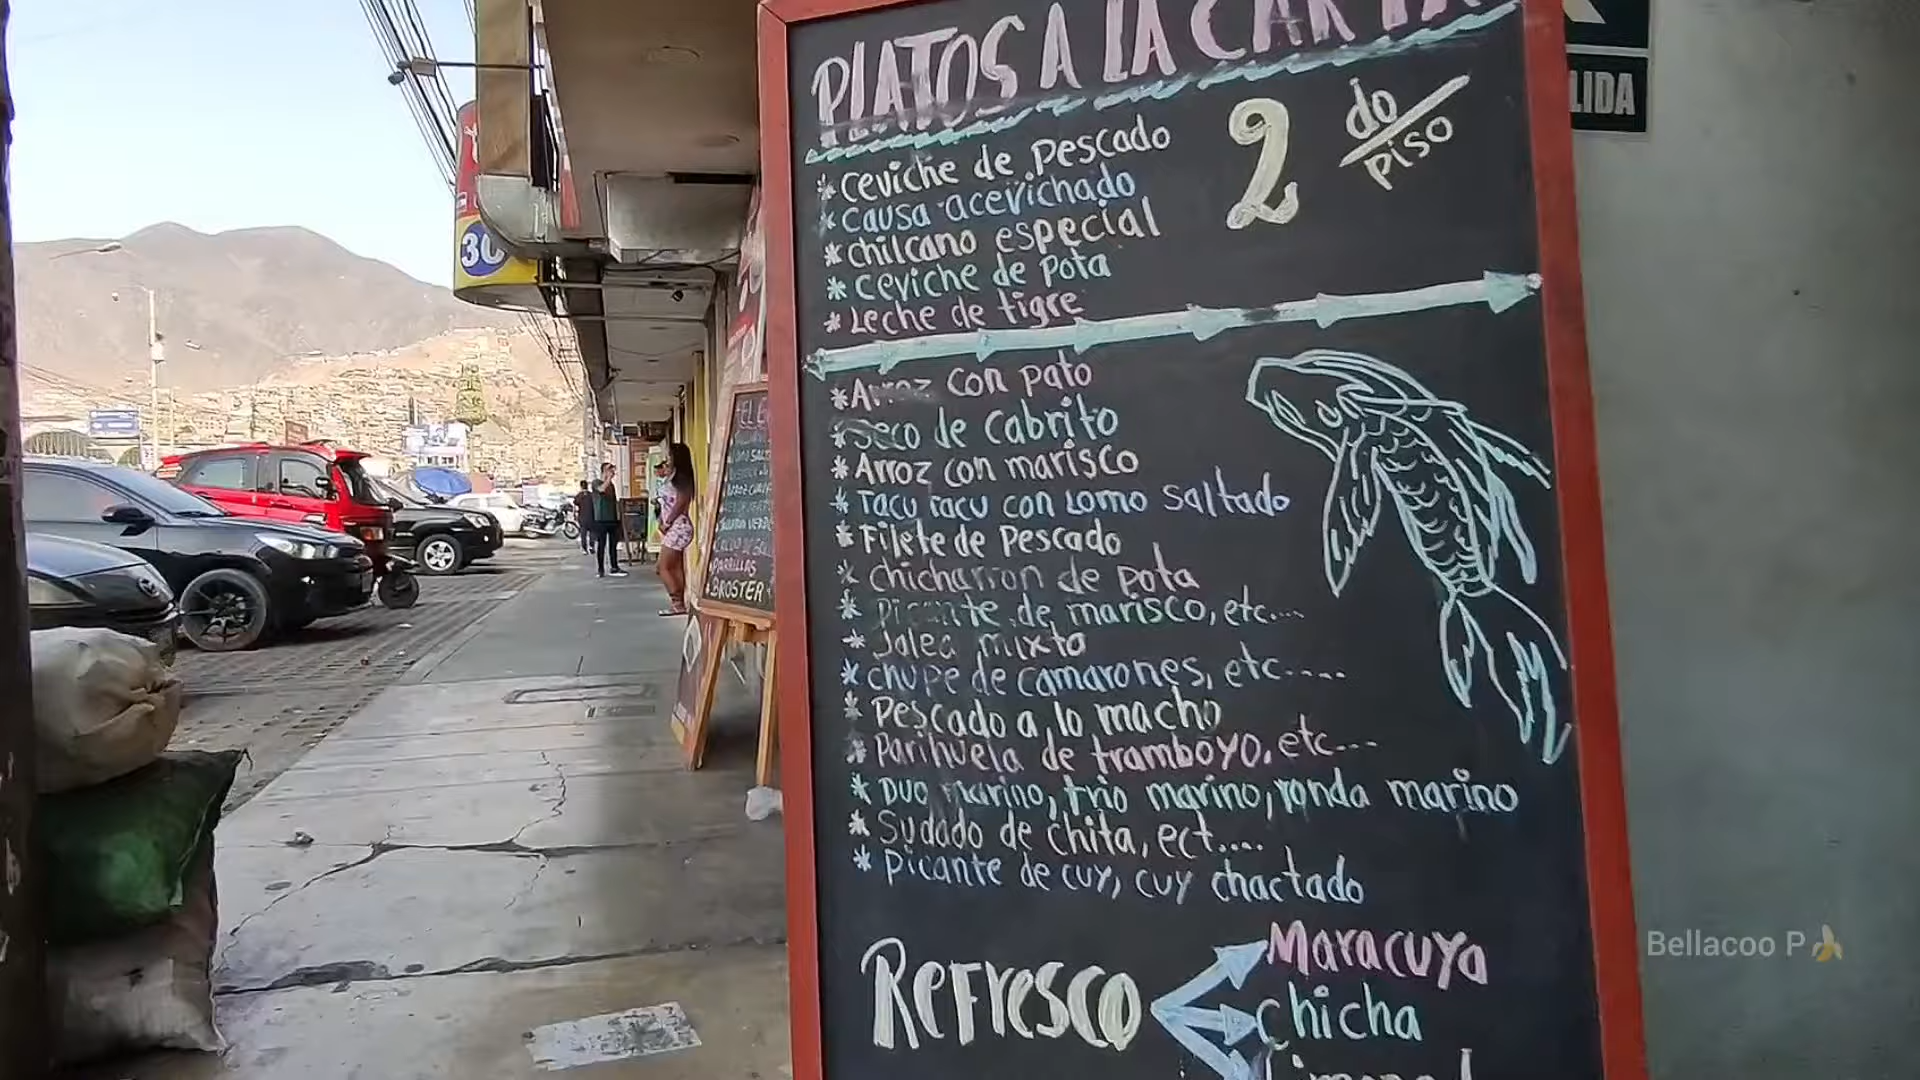 PLATOS A LA CARTA
2 do piso
* Ceviche de pescado
* Causa acevichado
* chilcano especial
* ceviche de pota
* Leche de tigre
* Arroz con pato
* Seco de Cabrito
* Arroz con marisco
* Tacu tacu con Lomo Saltado
* Filete de Pescado
* chicharron de pota
* Picante de marisco, etc....
* Jalea mixta
* chupe de camarones, etc.....
* Pescado a lo macho
* Parihuela de tramboyo, etc...
* Duo marino, trio marino, ronda marino
* Sudado de chita, ect....
* Picante de cuy, cuy chactado
Refresco
Maracuya
chicha
LIDA
30
PARRILLAS
BROSTER
Bellacoo P🍌